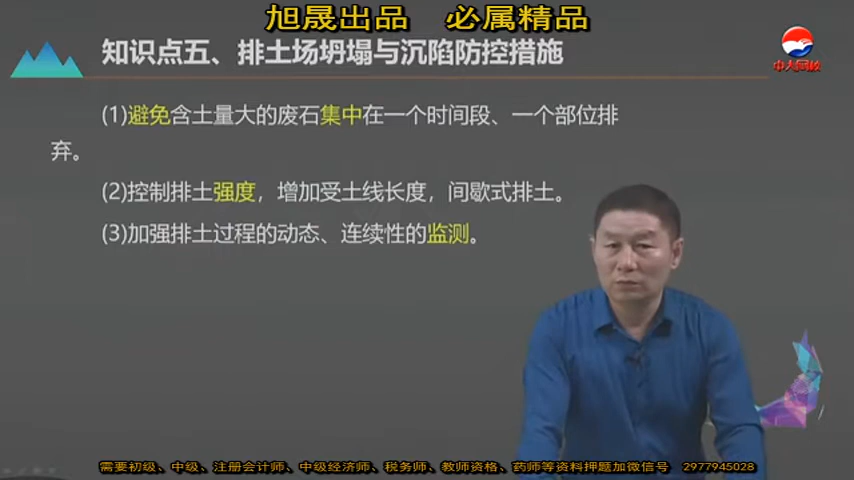 旭晟出品 必属精品
知识点五、排土场坍塌与沉陷防控措施
中大网校
(1)避免含土量大的废石集中在一个时间段、一个部位排
弃。
(2)控制排土强度，增加受土线长度，间歇式排土。
(3)加强排土过程的动态、连续性的监测。
需要初级、中级、注册会计师、中级经济师、税务师、教师资格、药师等资料押题加微信号 2977945028